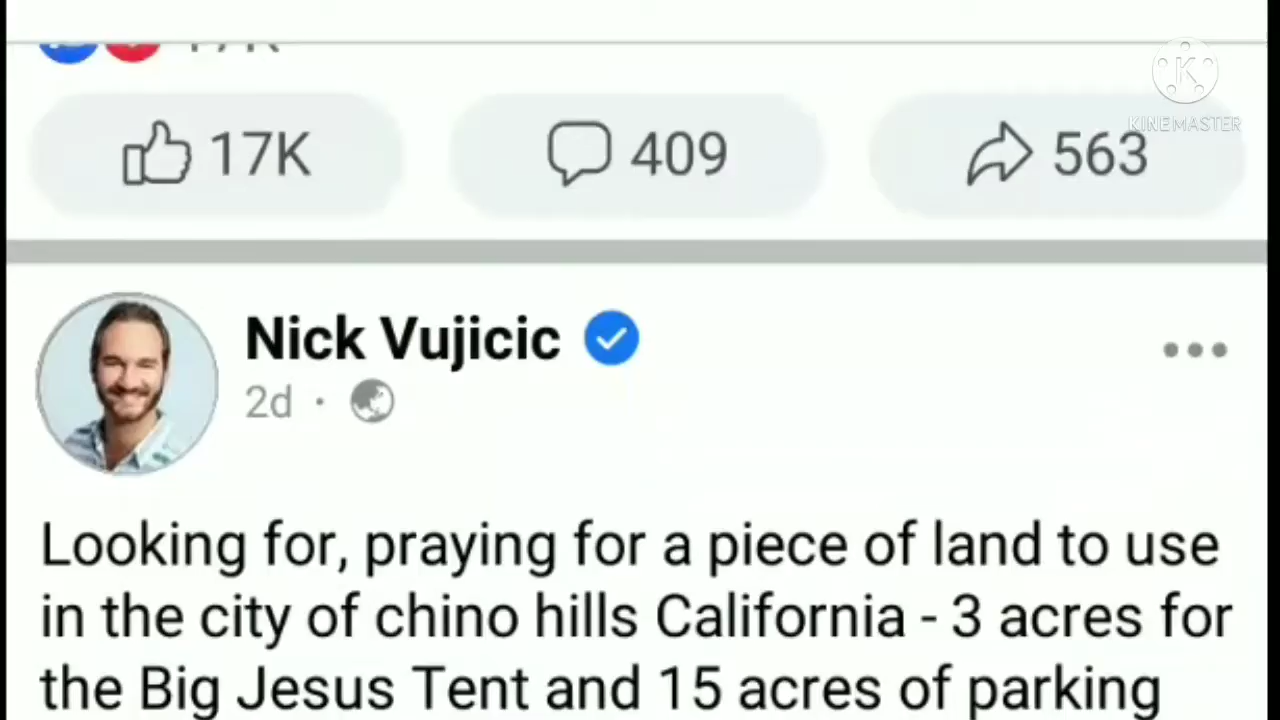 17K
409
563
KINEMASTER
Nick Vujicic
2d ·
Looking for, praying for a piece of land to use
in the city of chino hills California - 3 acres for
the Big Jesus Tent and 15 acres of parking